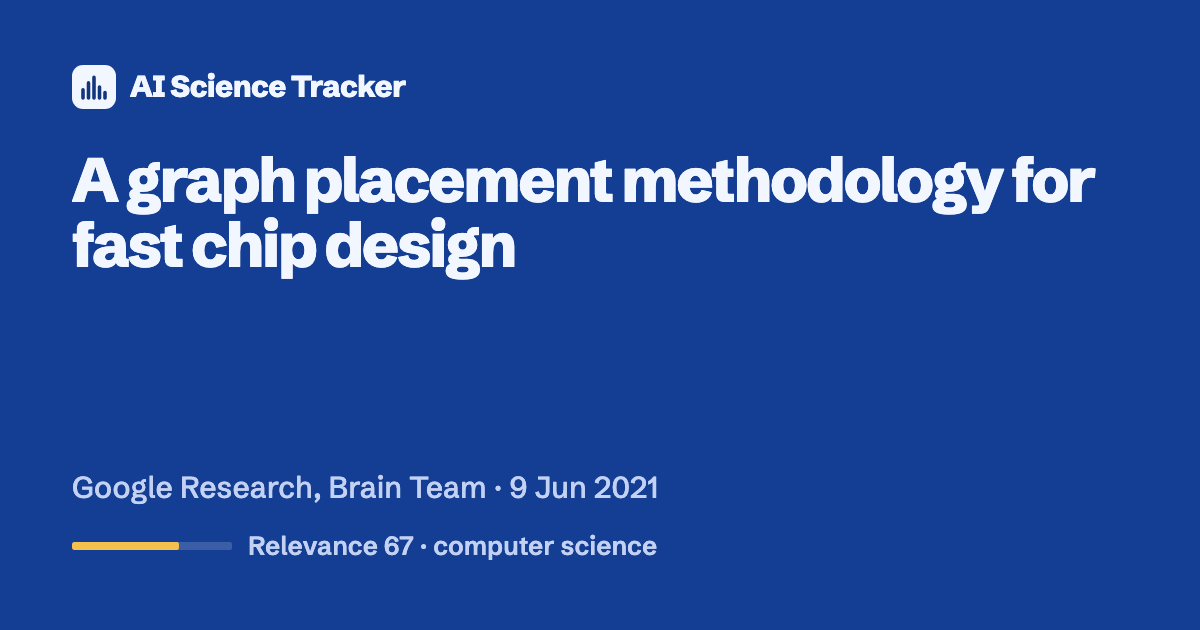 AI Science Tracker
A graph placement methodology for
fast chip design
Google Research, Brain Team · 9 Jun 2021
Relevance 67 · computer science